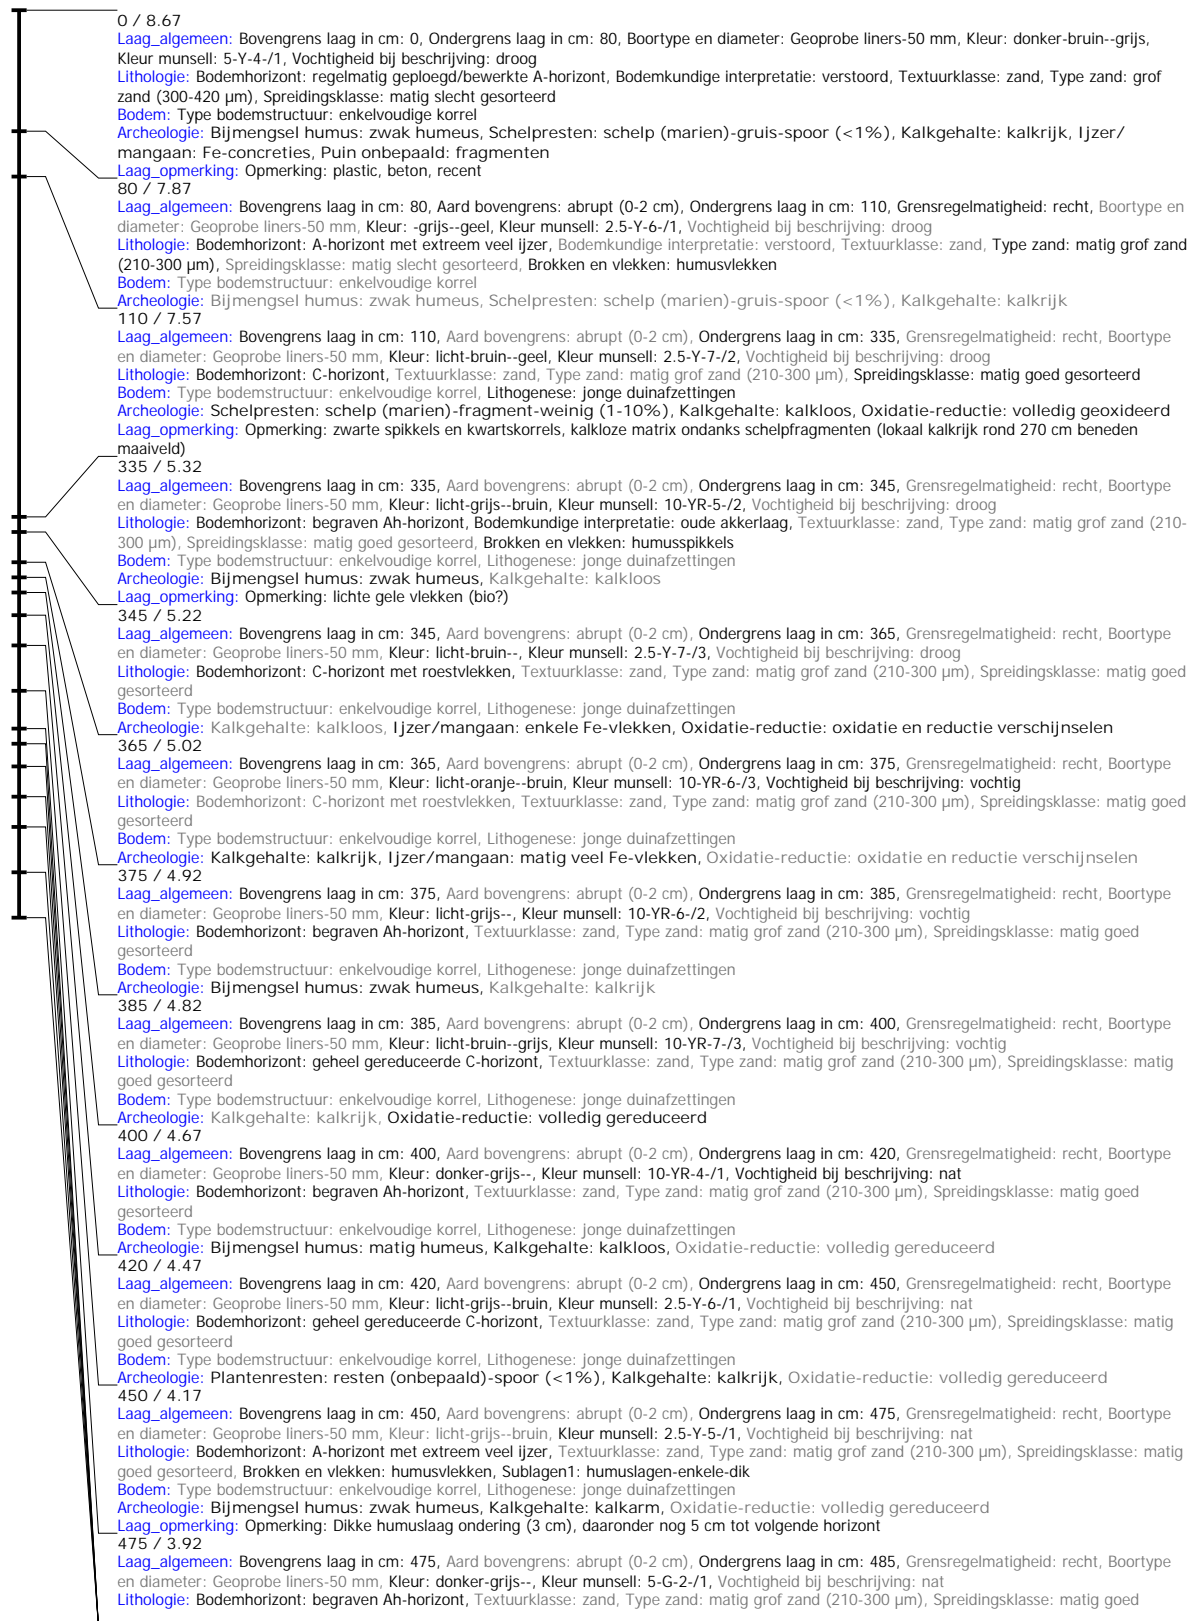 0 / 8.67
Laag_algemeen: Bovengrens laag in cm: 0, Ondergrens laag in cm: 80, Boortype en diameter: Geoprobe liners-50 mm, Kleur: donker-bruin--grijs,
Kleur munsell: 5-Y-4-/1, Vochtigheid bij beschrijving: droog
Lithologie: Bodemhorizont: regelmatig geploegd/bewerkte A-horizont, Bodemkundige interpretatie: verstoord, Textuurklasse: zand, Type zand: grof
zand (300-420 µm), Spreidingsklasse: matig slecht gesorteerd
Bodem: Type bodemstructuur: enkelvoudige korrel
Archeologie: Bijmengsel humus: zwak humeus, Schelpresten: schelp (marien)-gruis-spoor (<1%), Kalkgehalte: kalkrijk, Ijzer/
mangaan: Fe-concreties, Puin onbepaald: fragmenten
Laag_opmerking: Opmerking: plastic, beton, recent
80 / 7.87
Laag_algemeen: Bovengrens laag in cm: 80, Aard bovengrens: abrupt (0-2 cm), Ondergrens laag in cm: 110, Grensregelmatigheid: recht, Boortype en
diameter: Geoprobe liners-50 mm, Kleur: -grijs--geel, Kleur munsell: 2.5-Y-6-/1, Vochtigheid bij beschrijving: droog
Lithologie: Bodemhorizont: A-horizont met extreem veel ijzer, Bodemkundige interpretatie: verstoord, Textuurklasse: zand, Type zand: matig grof zand
(210-300 µm), Spreidingsklasse: matig slecht gesorteerd, Brokken en vlekken: humusvlekken
Bodem: Type bodemstructuur: enkelvoudige korrel
Archeologie: Bijmengsel humus: zwak humeus, Schelpresten: schelp (marien)-gruis-spoor (<1%), Kalkgehalte: kalkrijk
110 / 7.57
Laag_algemeen: Bovengrens laag in cm: 110, Aard bovengrens: abrupt (0-2 cm), Ondergrens laag in cm: 335, Grensregelmatigheid: recht, Boortype
en diameter: Geoprobe liners-50 mm, Kleur: licht-bruin--geel, Kleur munsell: 2.5-Y-7-/2, Vochtigheid bij beschrijving: droog
Lithologie: Bodemhorizont: C-horizont, Textuurklasse: zand, Type zand: matig grof zand (210-300 µm), Spreidingsklasse: matig goed gesorteerd
Bodem: Type bodemstructuur: enkelvoudige korrel, Lithogenese: jonge duinafzettingen
Archeologie: Schelpresten: schelp (marien)-fragment-weinig (1-10%), Kalkgehalte: kalkloos, Oxidatie-reductie: volledig geoxideerd
Laag_opmerking: Opmerking: zwarte spikkels en kwartskorrels, kalkloze matrix ondanks schelpfragmenten (lokaal kalkrijk rond 270 cm beneden
maaiveld)
335 / 5.32
Laag_algemeen: Bovengrens laag in cm: 335, Aard bovengrens: abrupt (0-2 cm), Ondergrens laag in cm: 345, Grensregelmatigheid: recht, Boortype
en diameter: Geoprobe liners-50 mm, Kleur: licht-grijs--bruin, Kleur munsell: 10-YR-5-/2, Vochtigheid bij beschrijving: droog
Lithologie: Bodemhorizont: begraven Ah-horizont, Bodemkundige interpretatie: oude akkerlaag, Textuurklasse: zand, Type zand: matig grof zand (210-
300 µm), Spreidingsklasse: matig goed gesorteerd, Brokken en vlekken: humusspikkels
Bodem: Type bodemstructuur: enkelvoudige korrel, Lithogenese: jonge duinafzettingen
Archeologie: Bijmengsel humus: zwak humeus, Kalkgehalte: kalkloos
Laag_opmerking: Opmerking: lichte gele vlekken (bio?)
345 / 5.22
Laag_algemeen: Bovengrens laag in cm: 345, Aard bovengrens: abrupt (0-2 cm), Ondergrens laag in cm: 365, Grensregelmatigheid: recht, Boortype
en diameter: Geoprobe liners-50 mm, Kleur: licht-bruin--, Kleur munsell: 2.5-Y-7-/3, Vochtigheid bij beschrijving: droog
Lithologie: Bodemhorizont: C-horizont met roestvlekken, Textuurklasse: zand, Type zand: matig grof zand (210-300 µm), Spreidingsklasse: matig goed
gesorteerd
Bodem: Type bodemstructuur: enkelvoudige korrel, Lithogenese: jonge duinafzettingen
Archeologie: Kalkgehalte: kalkloos, Ijzer/mangaan: enkele Fe-vlekken, Oxidatie-reductie: oxidatie en reductie verschijnselen
365 / 5.02
Laag_algemeen: Bovengrens laag in cm: 365, Aard bovengrens: abrupt (0-2 cm), Ondergrens laag in cm: 375, Grensregelmatigheid: recht, Boortype
en diameter: Geoprobe liners-50 mm, Kleur: licht-oranje--bruin, Kleur munsell: 10-YR-6-/3, Vochtigheid bij beschrijving: vochtig
Lithologie: Bodemhorizont: C-horizont met roestvlekken, Textuurklasse: zand, Type zand: matig grof zand (210-300 µm), Spreidingsklasse: matig goed
gesorteerd
Bodem: Type bodemstructuur: enkelvoudige korrel, Lithogenese: jonge duinafzettingen
Archeologie: Kalkgehalte: kalkrijk, Ijzer/mangaan: matig veel Fe-vlekken, Oxidatie-reductie: oxidatie en reductie verschijnselen
375 / 4.92
Laag_algemeen: Bovengrens laag in cm: 375, Aard bovengrens: abrupt (0-2 cm), Ondergrens laag in cm: 385, Grensregelmatigheid: recht, Boortype
en diameter: Geoprobe liners-50 mm, Kleur: licht-grijs--, Kleur munsell: 10-YR-6-/2, Vochtigheid bij beschrijving: vochtig
Lithologie: Bodemhorizont: begraven Ah-horizont, Textuurklasse: zand, Type zand: matig grof zand (210-300 µm), Spreidingsklasse: matig goed
gesorteerd
Bodem: Type bodemstructuur: enkelvoudige korrel, Lithogenese: jonge duinafzettingen
Archeologie: Bijmengsel humus: zwak humeus, Kalkgehalte: kalkrijk
385 / 4.82
Laag_algemeen: Bovengrens laag in cm: 385, Aard bovengrens: abrupt (0-2 cm), Ondergrens laag in cm: 400, Grensregelmatigheid: recht, Boortype
en diameter: Geoprobe liners-50 mm, Kleur: licht-bruin--grijs, Kleur munsell: 10-YR-7-/3, Vochtigheid bij beschrijving: vochtig
Lithologie: Bodemhorizont: geheel gereduceerde C-horizont, Textuurklasse: zand, Type zand: matig grof zand (210-300 µm), Spreidingsklasse: matig
goed gesorteerd
Bodem: Type bodemstructuur: enkelvoudige korrel, Lithogenese: jonge duinafzettingen
Archeologie: Kalkgehalte: kalkrijk, Oxidatie-reductie: volledig gereduceerd
400 / 4.67
Laag_algemeen: Bovengrens laag in cm: 400, Aard bovengrens: abrupt (0-2 cm), Ondergrens laag in cm: 420, Grensregelmatigheid: recht, Boortype
en diameter: Geoprobe liners-50 mm, Kleur: donker-grijs--, Kleur munsell: 10-YR-4-/1, Vochtigheid bij beschrijving: nat
Lithologie: Bodemhorizont: begraven Ah-horizont, Textuurklasse: zand, Type zand: matig grof zand (210-300 µm), Spreidingsklasse: matig goed
gesorteerd
Bodem: Type bodemstructuur: enkelvoudige korrel, Lithogenese: jonge duinafzettingen
Archeologie: Bijmengsel humus: matig humeus, Kalkgehalte: kalkloos, Oxidatie-reductie: volledig gereduceerd
420 / 4.47
Laag_algemeen: Bovengrens laag in cm: 420, Aard bovengrens: abrupt (0-2 cm), Ondergrens laag in cm: 450, Grensregelmatigheid: recht, Boortype
en diameter: Geoprobe liners-50 mm, Kleur: licht-grijs--bruin, Kleur munsell: 2.5-Y-6-/1, Vochtigheid bij beschrijving: nat
Lithologie: Bodemhorizont: geheel gereduceerde C-horizont, Textuurklasse: zand, Type zand: matig grof zand (210-300 µm), Spreidingsklasse: matig
goed gesorteerd
Bodem: Type bodemstructuur: enkelvoudige korrel, Lithogenese: jonge duinafzettingen
Archeologie: Plantenresten: resten (onbepaald)-spoor (<1%), Kalkgehalte: kalkrijk, Oxidatie-reductie: volledig gereduceerd
450 / 4.17
Laag_algemeen: Bovengrens laag in cm: 450, Aard bovengrens: abrupt (0-2 cm), Ondergrens laag in cm: 475, Grensregelmatigheid: recht, Boortype
en diameter: Geoprobe liners-50 mm, Kleur: licht-grijs--bruin, Kleur munsell: 2.5-Y-5-/1, Vochtigheid bij beschrijving: nat
Lithologie: Bodemhorizont: A-horizont met extreem veel ijzer, Textuurklasse: zand, Type zand: matig grof zand (210-300 µm), Spreidingsklasse: matig
goed gesorteerd, Brokken en vlekken: humusvlekken, Sublagen1: humuslagen-enkele-dik
Bodem: Type bodemstructuur: enkelvoudige korrel, Lithogenese: jonge duinafzettingen
Archeologie: Bijmengsel humus: zwak humeus, Kalkgehalte: kalkarm, Oxidatie-reductie: volledig gereduceerd
Laag_opmerking: Opmerking: Dikke humuslaag ondering (3 cm), daaronder nog 5 cm tot volgende horizont
475 / 3.92
Laag_algemeen: Bovengrens laag in cm: 475, Aard bovengrens: abrupt (0-2 cm), Ondergrens laag in cm: 485, Grensregelmatigheid: recht, Boortype
en diameter: Geoprobe liners-50 mm, Kleur: donker-grijs--, Kleur munsell: 5-G-2-/1, Vochtigheid bij beschrijving: nat
Lithologie: Bodemhorizont: begraven Ah-horizont, Textuurklasse: zand, Type zand: matig grof zand (210-300 µm), Spreidingsklasse: matig goed